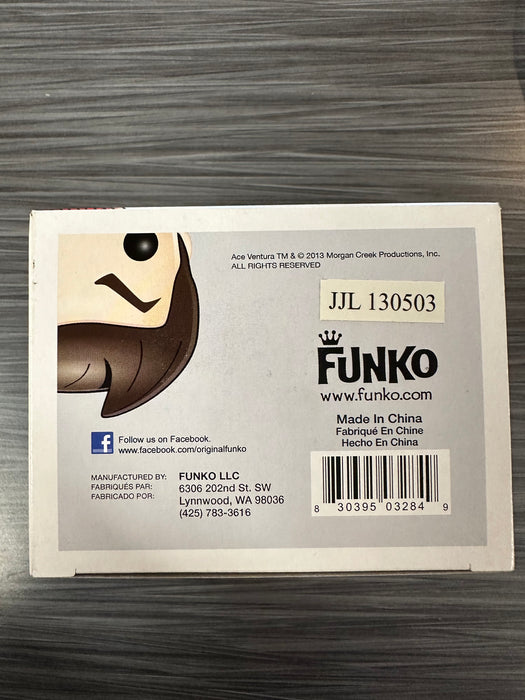 Ace Ventura TM & © 2013 Morgan Creek Productions, Inc.
ALL RIGHTS RESERVED
JJL 130503
FUNKO
www.funko.com
Made In China
Fabriqué En Chine
Hecho En China
8 30395 03284 9
Follow us on Facebook.
www.facebook.com/originalfunko
MANUFACTURED BY: FUNKO LLC
FABRIQUÉS PAR: 6306 202nd St. SW
FABRICADO POR: Lynnwood, WA 98036
(425) 783-3616